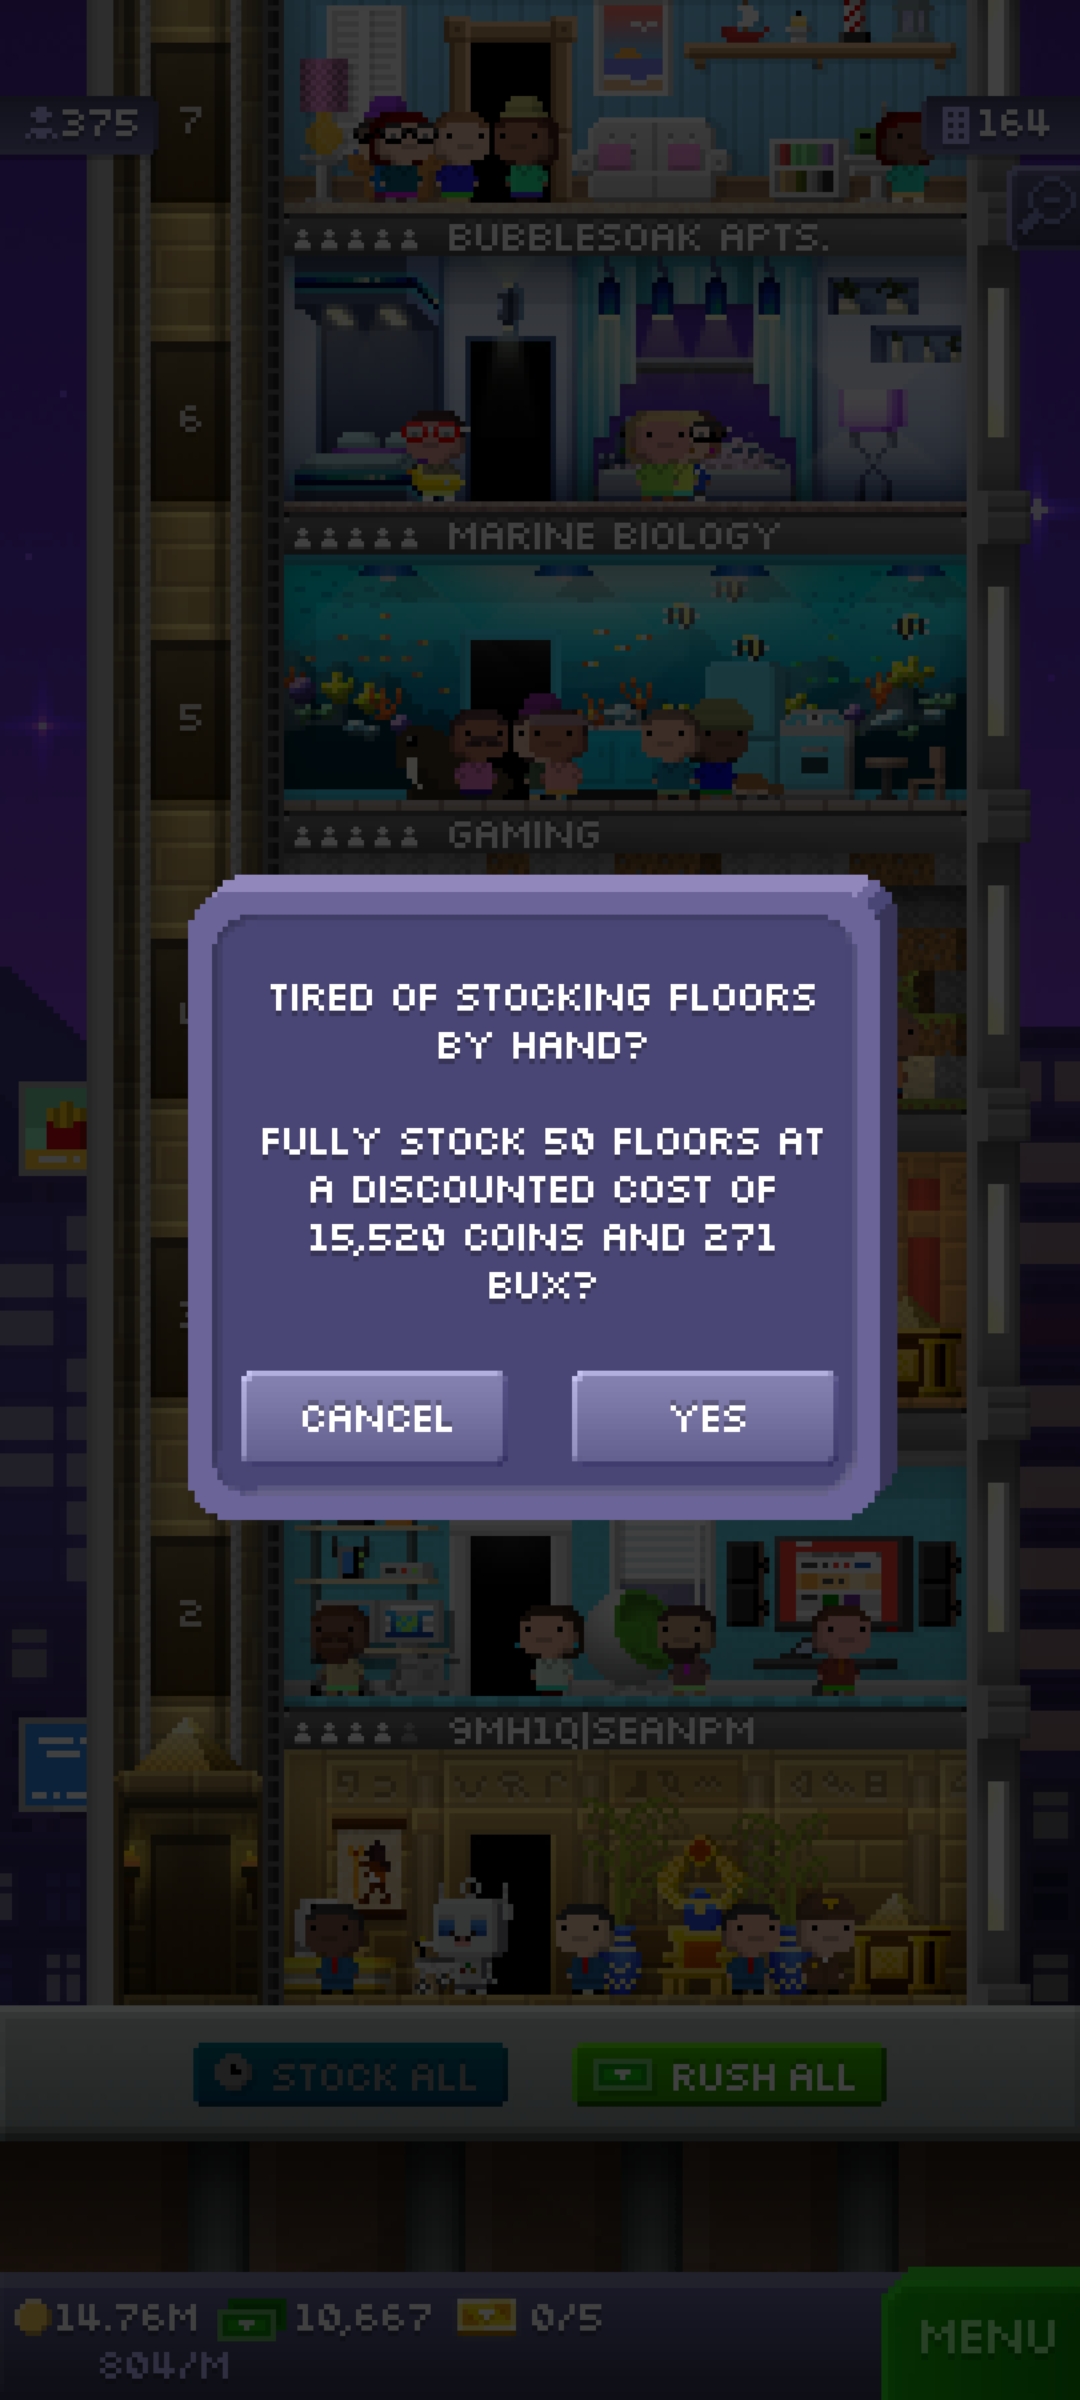 375
7
164
BUBBLESOAK APTS.
6
MARINE BIOLOGY
5
GAMING
TIRED OF STOCKING FLOORS
BY HAND?
FULLY STOCK 50 FLOORS AT
A DISCOUNTED COST OF
15,520 COINS AND 271
BUX?
CANCEL
YES
2
9MH1Q|SEANPM
STOCK ALL
RUSH ALL
14.76M
10,667
0/5
804/M
MENU